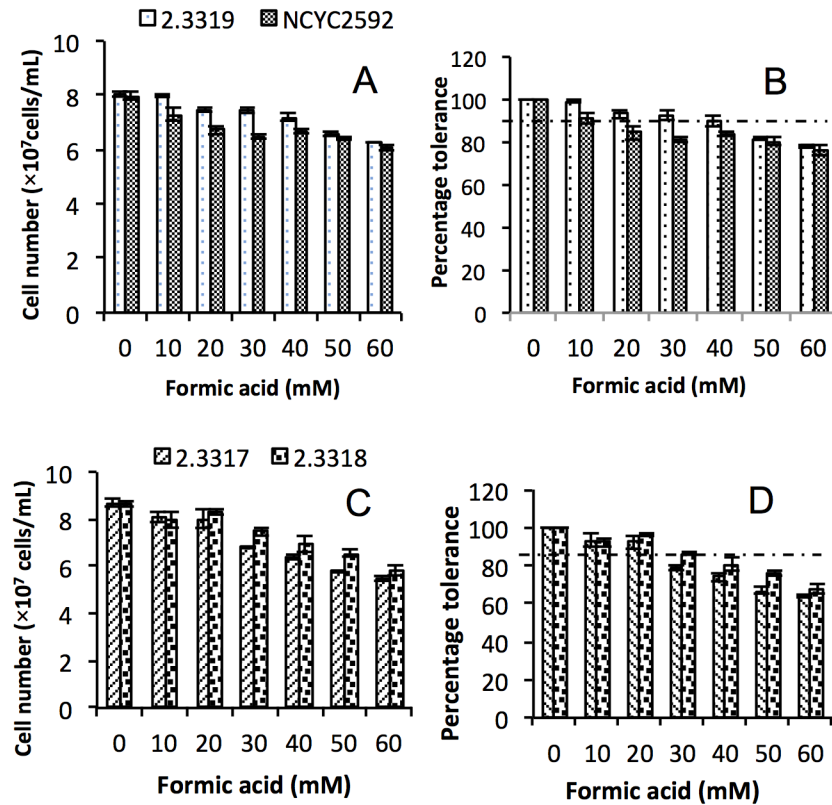 2.3319 NCYC2592
A
Cell number (×10⁷cells/mL)
10
8
6
4
2
0
0 10 20 30 40 50 60
Formic acid (mM)
B
Percentage tolerance
120
100
80
60
40
20
0
0 10 20 30 40 50 60
Formic acid (mM)
2.3317 2.3318
C
Cell number (×10⁷ cells/mL)
10
8
6
4
2
0
0 10 20 30 40 50 60
Formic acid (mM)
D
Percentage tolerance
120
100
80
60
40
20
0
0 10 20 30 40 50 60
Formic acid (mM)